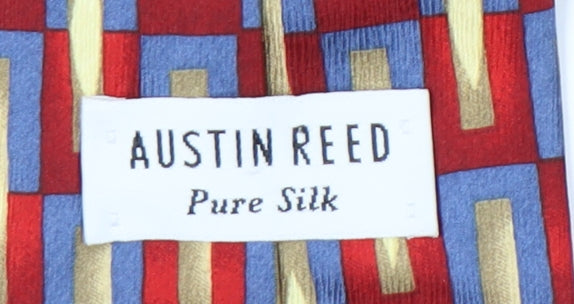 AUSTIN REED
Pure Silk